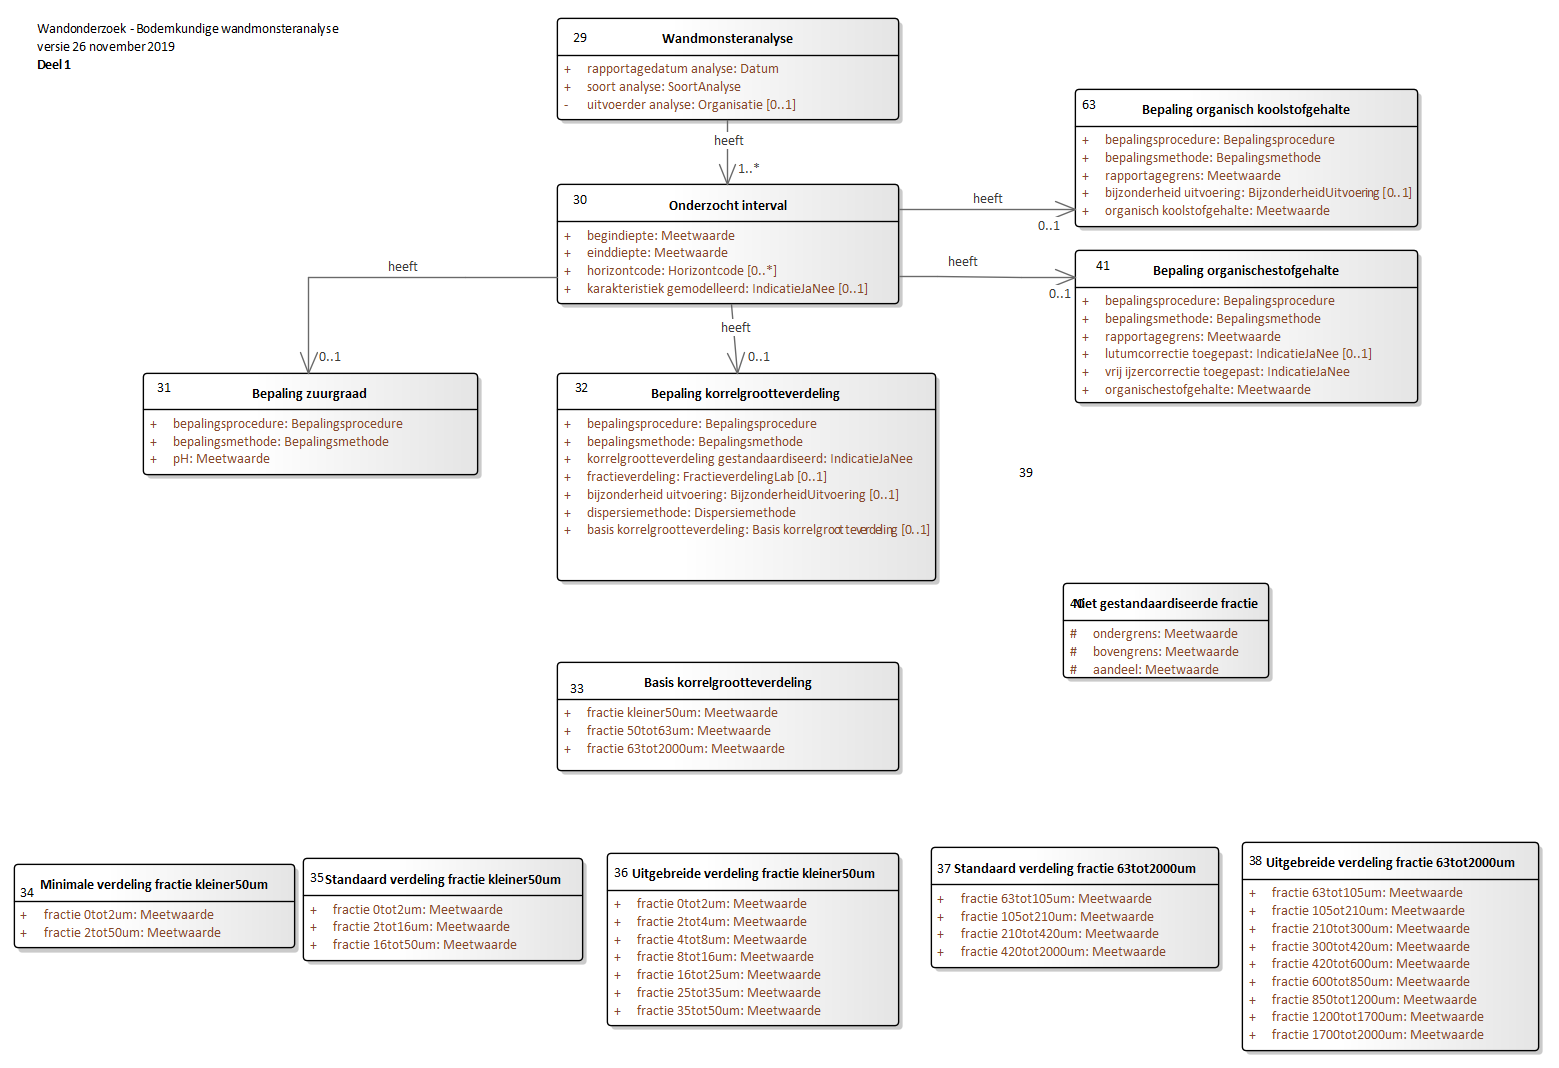 Wandonderzoek - Bodemkundige wandmonsteranalyse
versie 26 november 2019
Deel 1
29
Wandmonsteranalyse
+ rapportagedatum analyse: Datum
+ soort analyse: SoortAnalyse
- uitvoerder analyse: Organisatie [0..1]
heeft
1..*
63
Bepaling organisch koolstofgehalte
+ bepalingsprocedure: Bepalingsprocedure
+ bepalingsmethode: Bepalingsmethode
+ rapportagegrens: Meetwaarde
+ bijzonderheid uitvoering: BijzonderheidUitvoering [0..1]
+ organisch koolstofgehalte: Meetwaarde
30
Onderzocht interval
+ begindiepte: Meetwaarde
+ einddiepte: Meetwaarde
+ horizontcode: Horizontcode [0..*]
+ karakteristiek gemodelleerd: IndicatieJaNee [0..1]
heeft
0..1
heeft
0..1
41
Bepaling organischestofgehalte
+ bepalingsprocedure: Bepalingsprocedure
+ bepalingsmethode: Bepalingsmethode
+ rapportagegrens: Meetwaarde
+ lutumcorrectie toegepast: IndicatieJaNee [0..1]
+ vrij ijzercorrectie toegepast: IndicatieJaNee
+ organischestofgehalte: Meetwaarde
heeft
0..1
heeft
0..1
31
Bepaling zuurgraad
+ bepalingsprocedure: Bepalingsprocedure
+ bepalingsmethode: Bepalingsmethode
+ pH: Meetwaarde
32
Bepaling korrelgrootteverdeling
+ bepalingsprocedure: Bepalingsprocedure
+ bepalingsmethode: Bepalingsmethode
+ korrelgrootteverdeling gestandaardiseerd: IndicatieJaNee
+ fractieverdeling: FractieverdelingLab [0..1]
+ bijzonderheid uitvoering: BijzonderheidUitvoering [0..1]
+ dispersiemethode: Dispersiemethode
+ basis korrelgrootteverdeling: Basis korrelgrootteverdeling [0..1]
39
40
Niet gestandaardiseerde fractie
# ondergrens: Meetwaarde
# bovengrens: Meetwaarde
# aandeel: Meetwaarde
33
Basis korrelgrootteverdeling
+ fractie kleiner50um: Meetwaarde
+ fractie 50tot63um: Meetwaarde
+ fractie 63tot2000um: Meetwaarde
34
Minimale verdeling fractie kleiner50um
+ fractie 0tot2um: Meetwaarde
+ fractie 2tot50um: Meetwaarde
35
Standaard verdeling fractie kleiner50um
+ fractie 0tot2um: Meetwaarde
+ fractie 2tot16um: Meetwaarde
+ fractie 16tot50um: Meetwaarde
36
Uitgebreide verdeling fractie kleiner50um
+ fractie 0tot2um: Meetwaarde
+ fractie 2tot4um: Meetwaarde
+ fractie 4tot8um: Meetwaarde
+ fractie 8tot16um: Meetwaarde
+ fractie 16tot25um: Meetwaarde
+ fractie 25tot35um: Meetwaarde
+ fractie 35tot50um: Meetwaarde
37
Standaard verdeling fractie 63tot2000um
+ fractie 63tot105um: Meetwaarde
+ fractie 105tot210um: Meetwaarde
+ fractie 210tot420um: Meetwaarde
+ fractie 420tot2000um: Meetwaarde
38
Uitgebreide verdeling fractie 63tot2000um
+ fractie 63tot105um: Meetwaarde
+ fractie 105tot210um: Meetwaarde
+ fractie 210tot300um: Meetwaarde
+ fractie 300tot420um: Meetwaarde
+ fractie 420tot600um: Meetwaarde
+ fractie 600tot850um: Meetwaarde
+ fractie 850tot1200um: Meetwaarde
+ fractie 1200tot1700um: Meetwaarde
+ fractie 1700tot2000um: Meetwaarde